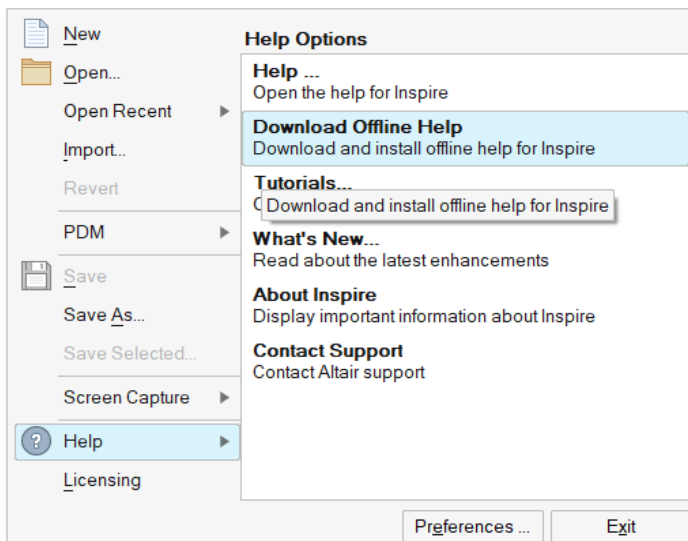 New
Open...
Open Recent
Import...
Revert
PDM
Save
Save As...
Save Selected...
Screen Capture
Help
Licensing
Help Options
Help ...
Open the help for Inspire
Download Offline Help
Download and install offline help for Inspire
Tutorials...
Download and install offline help for Inspire
What's New...
Read about the latest enhancements
About Inspire
Display important information about Inspire
Contact Support
Contact Altair support
Preferences ...
Exit